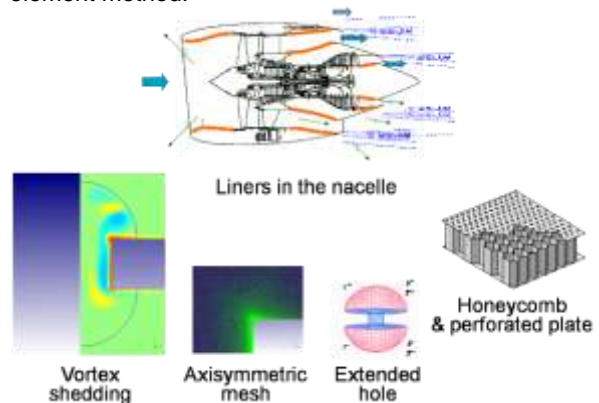 element method.
Liners in the nacelle
Honeycomb
& perforated plate
Vortex
shedding
Axisymmetric
mesh
Extended
hole